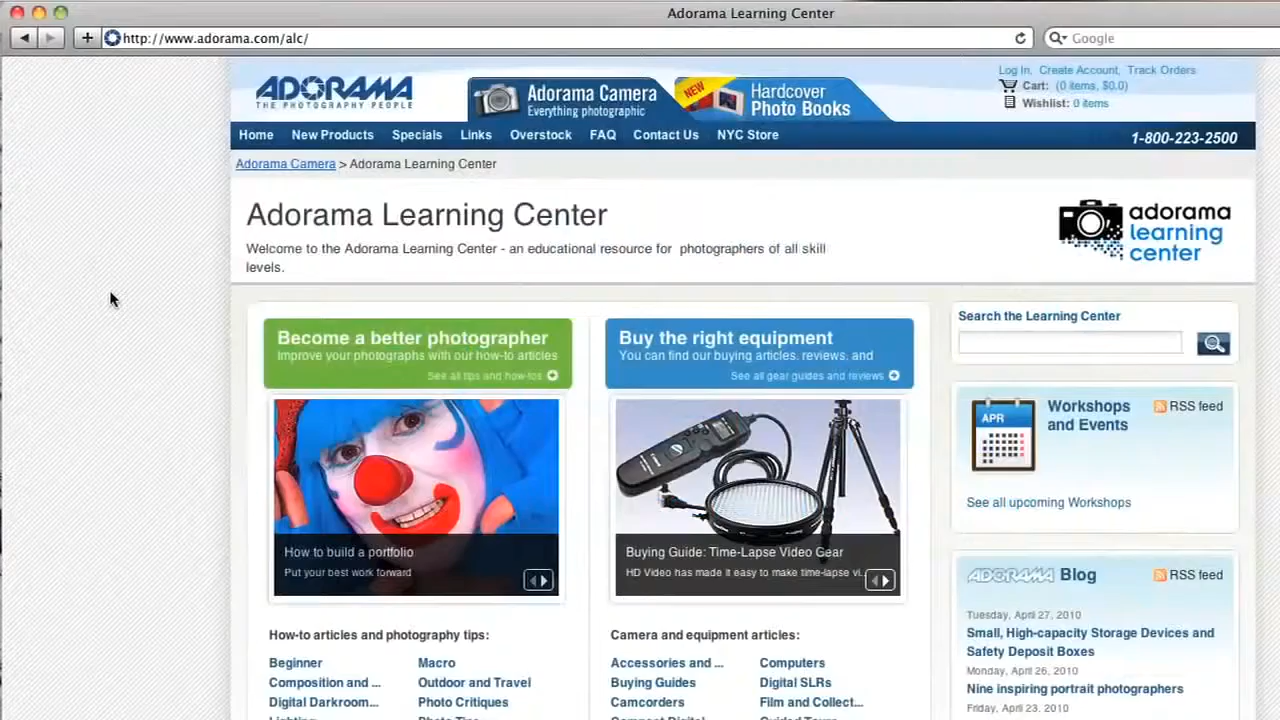 Adorama Learning Center
http://www.adorama.com/alc/
Google
ADORAMA
THE PHOTOGRAPHY PEOPLE
Adorama Camera
Everything photographic
NEW
Hardcover
Photo Books
Log In, Create Account, Track Orders
Cart: (0 items, $0.0)
Wishlist: 0 items
Home New Products Specials Links Overstock FAQ Contact Us NYC Store
1-800-223-2500
Adorama Camera > Adorama Learning Center
Adorama Learning Center
Welcome to the Adorama Learning Center - an educational resource for photographers of all skill
levels.
adorama
learning
center
Become a better photographer
Improve your photographs with our how-to articles
See all tips and how-tos
How to build a portfolio
Put your best work forward
How-to articles and photography tips:
Beginner Macro
Composition and ... Outdoor and Travel
Digital Darkroom... Photo Critiques
Buy the right equipment
You can find our buying articles, reviews, and
See all gear guides and reviews
Buying Guide: Time-Lapse Video Gear
HD Video has made it easy to make time-lapse vi...
Camera and equipment articles:
Accessories and ... Computers
Buying Guides Digital SLRs
Camcorders Film and Collect...
Search the Learning Center
APR
Workshops
and Events
RSS feed
See all upcoming Workshops
ADORAMA Blog
RSS feed
Tuesday, April 27, 2010
Small, High-capacity Storage Devices and
Safety Deposit Boxes
Monday, April 26, 2010
Nine inspiring portrait photographers
Friday, April 23, 2010